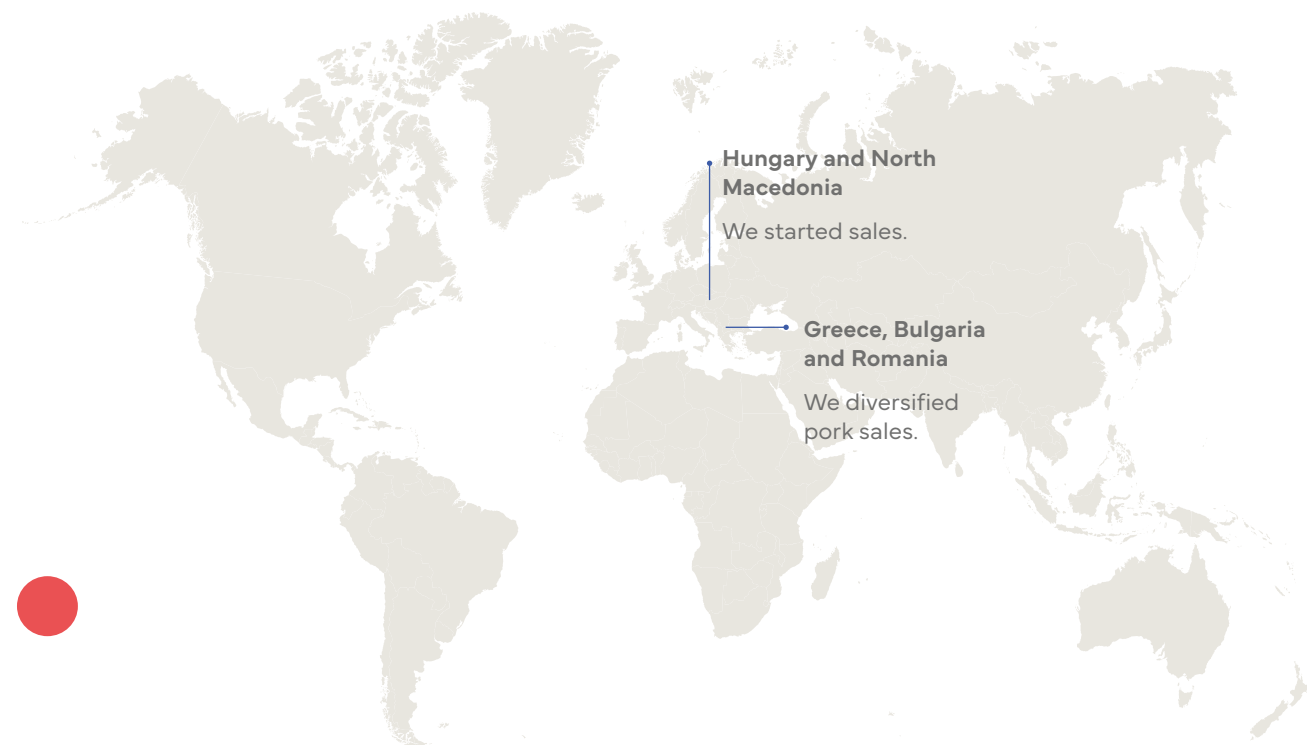 Hungary and North
Macedonia
We started sales.
Greece, Bulgaria
and Romania
We diversified
pork sales.